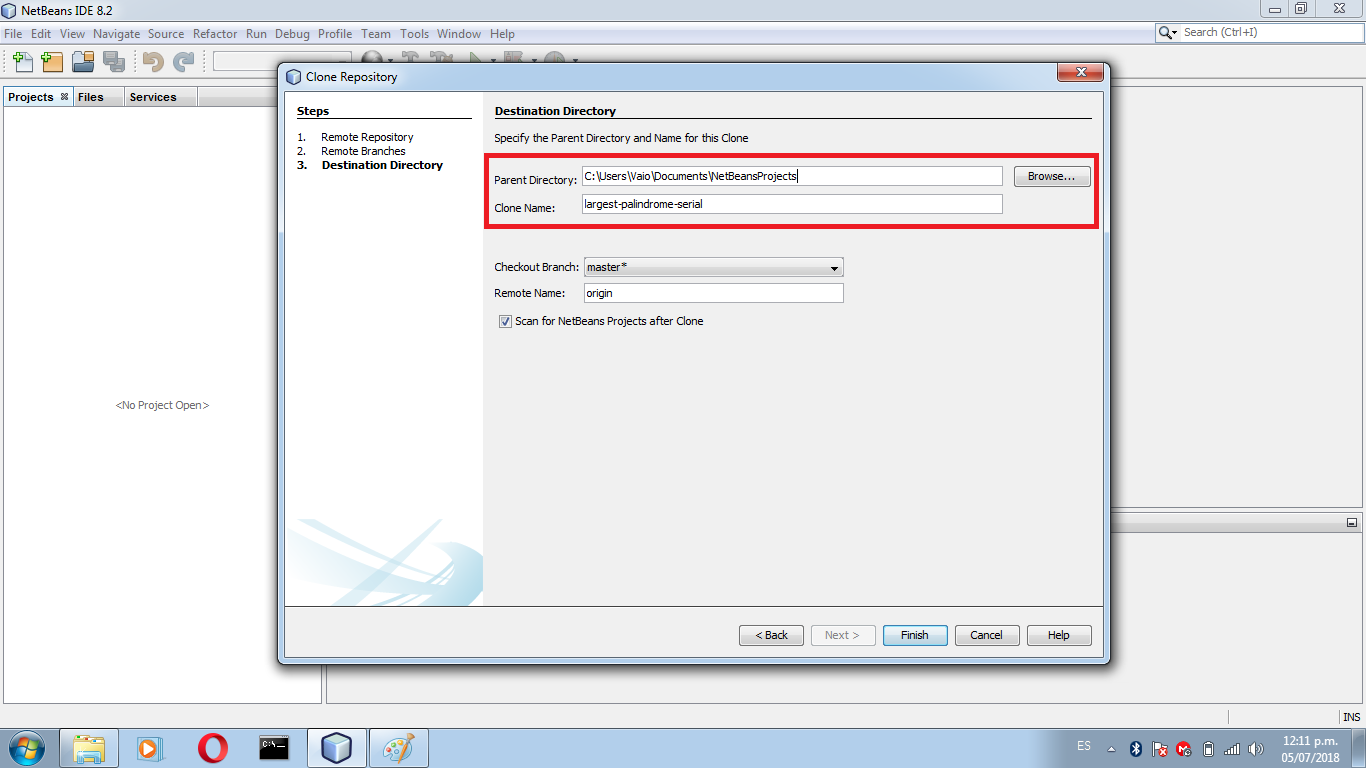 NetBeans IDE 8.2
File Edit View Navigate Source Refactor Run Debug Profile Team Tools Window Help
Search (Ctrl+I)
Projects Files Services
<No Project Open>
Clone Repository
Steps
1. Remote Repository
2. Remote Branches
3. Destination Directory
Destination Directory
Specify the Parent Directory and Name for this Clone
Parent Directory: C:\Users\Vaio\Documents\NetBeansProjects Browse...
Clone Name: largest-palindrome-serial
Checkout Branch: master*
Remote Name: origin
Scan for NetBeans Projects after Clone
< Back Next > Finish Cancel Help
INS
C:\
ES
12:11 p.m.
05/07/2018